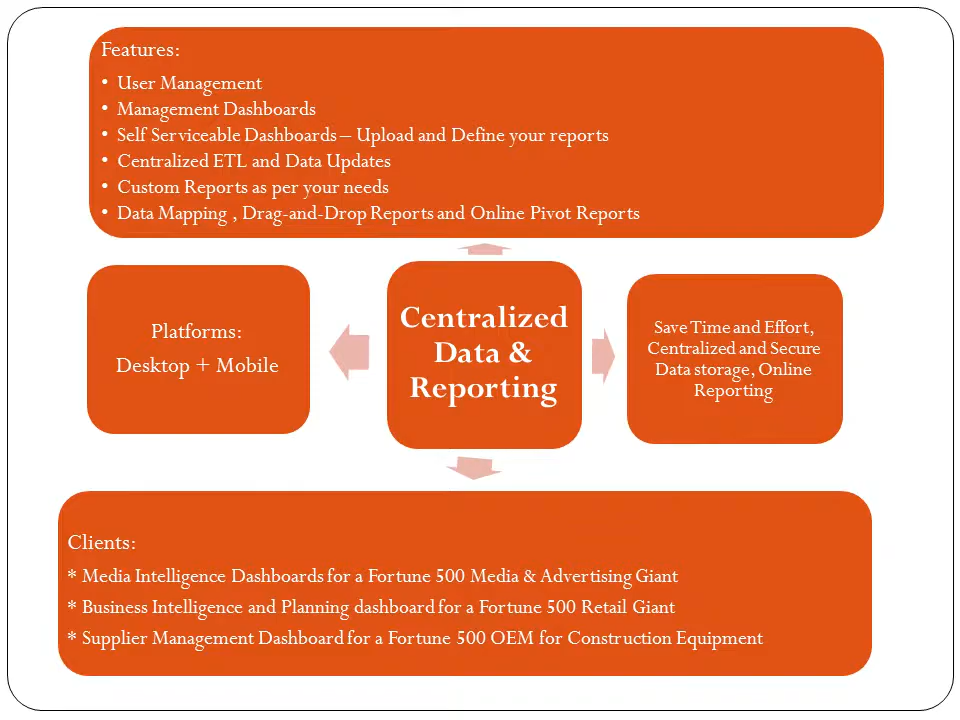 Features:
• User Management
• Management Dashboards
• Self Serviceable Dashboards – Upload and Define your reports
• Centralized ETL and Data Updates
• Custom Reports as per your needs
• Data Mapping , Drag-and-Drop Reports and Online Pivot Reports
Platforms:
Desktop + Mobile
Centralized
Data &
Reporting
Save Time and Effort,
Centralized and Secure
Data storage, Online
Reporting
Clients:
* Media Intelligence Dashboards for a Fortune 500 Media & Advertising Giant
* Business Intelligence and Planning dashboard for a Fortune 500 Retail Giant
* Supplier Management Dashboard for a Fortune 500 OEM for Construction Equipment